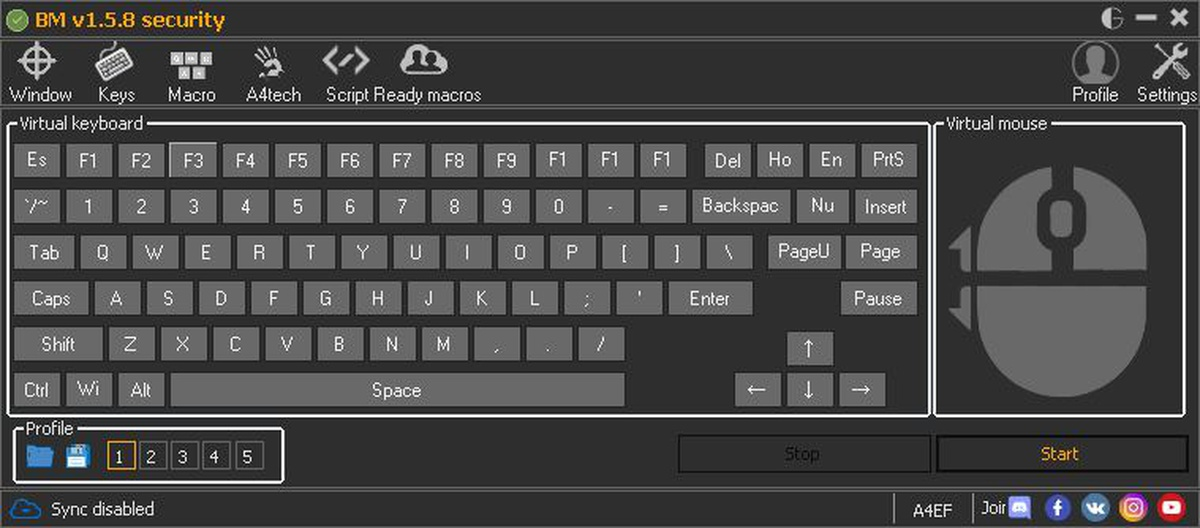 BM v1.5.8 security
Window Keys Macro A4tech Script Ready macros Profile Settings
Virtual keyboard Virtual mouse
Es F1 F2 F3 F4 F5 F6 F7 F8 F9 F1 F1 F1 Del Ho En PrtS
'/~ 1 2 3 4 5 6 7 8 9 0 - = Backspac Nu Insert
Tab Q W E R T Y U I O P [ ] \ PageU Page
Caps A S D F G H J K L ; ' Enter Pause
Shift Z X C V B N M , . / ↑
Ctrl Wi Alt Space ← ↓ →
Profile
1 2 3 4 5 Stop Start
Sync disabled A4EF Join